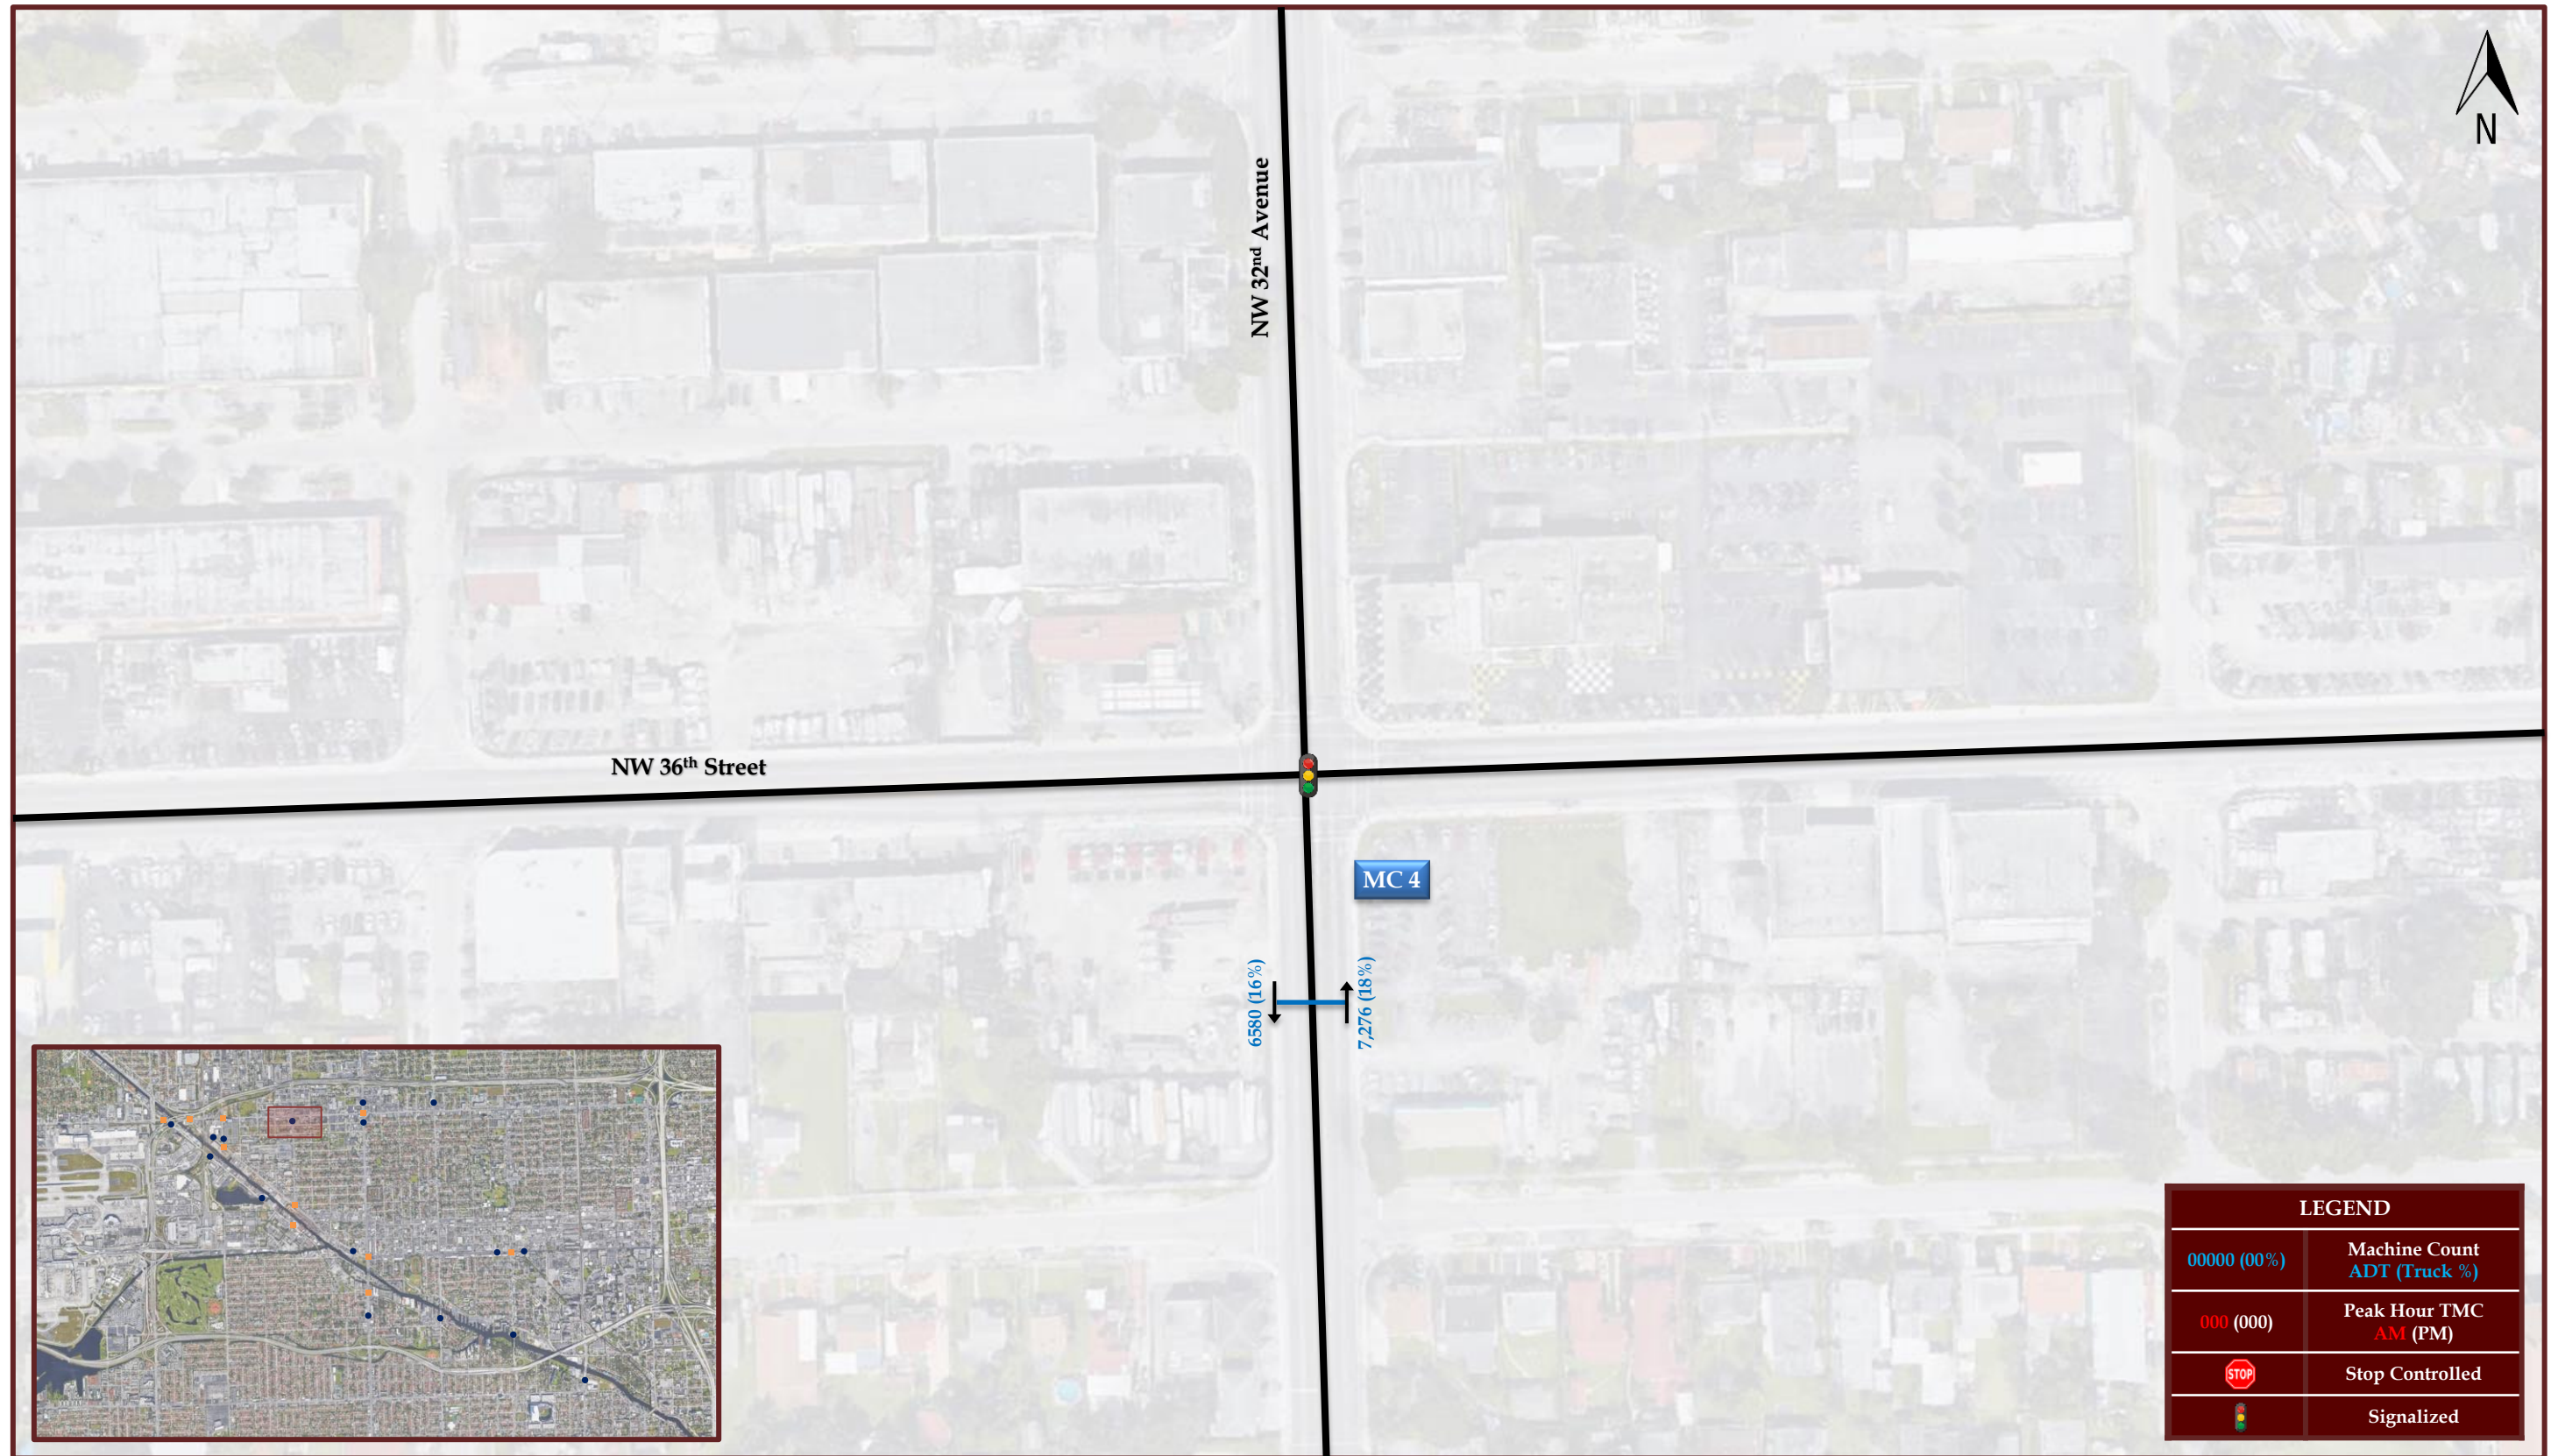 N
NW 32nd Avenue
NW 36th Street
MC 4
6580 (16%)
7,276 (18%)
LEGEND
00000 (00%)
Machine Count
ADT (Truck %)
000 (000)
Peak Hour TMC
AM (PM)
STOP
Stop Controlled
Signalized